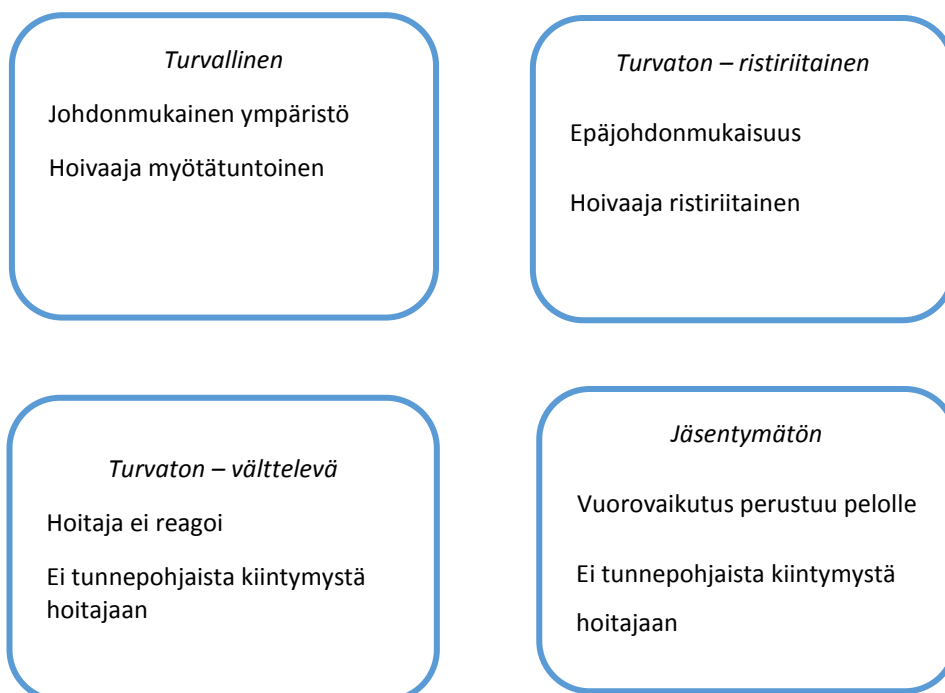 Turvallinen
Johdonmukainen ympäristö
Hoivaaja myötätuntoinen
Turvaton – ristiriitainen
Epäjohdonmukaisuus
Hoivaaja ristiriitainen
Turvaton – välttelevä
Hoitaja ei reagoi
Ei tunnepohjaista kiintymystä
hoitajaan
Jäsentymätön
Vuorovaikutus perustuu pelolle
Ei tunnepohjaista kiintymystä
hoitajaan